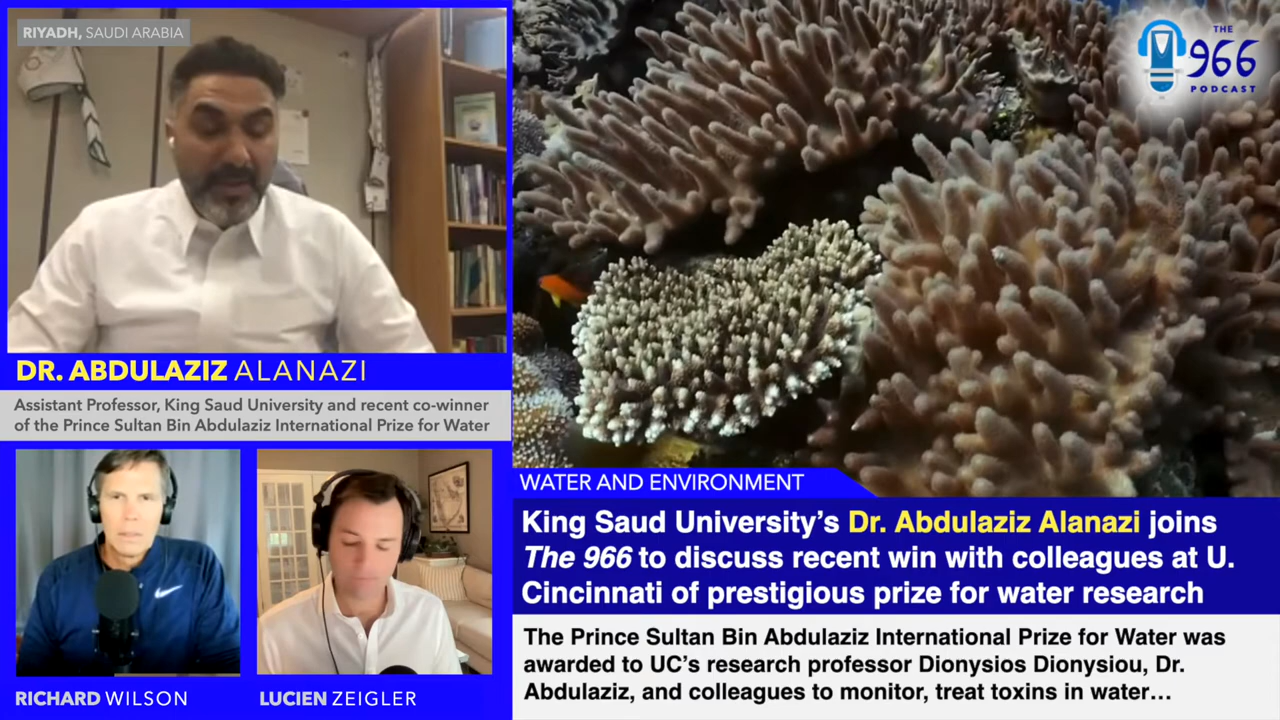 RIYADH, SAUDI ARABIA
DR. ABDULAZIZ ALANAZI
Assistant Professor, King Saud University and recent co-winner
of the Prince Sultan Bin Abdulaziz International Prize for Water
RICHARD WILSON
LUCIEN ZEIGLER
THE
966
PODCAST
WATER AND ENVIRONMENT
King Saud University’s Dr. Abdulaziz Alanazi joins
The 966 to discuss recent win with colleagues at U.
Cincinnati of prestigious prize for water research
The Prince Sultan Bin Abdulaziz International Prize for Water was
awarded to UC’s research professor Dionysios Dionysiou, Dr.
Abdulaziz, and colleagues to monitor, treat toxins in water…